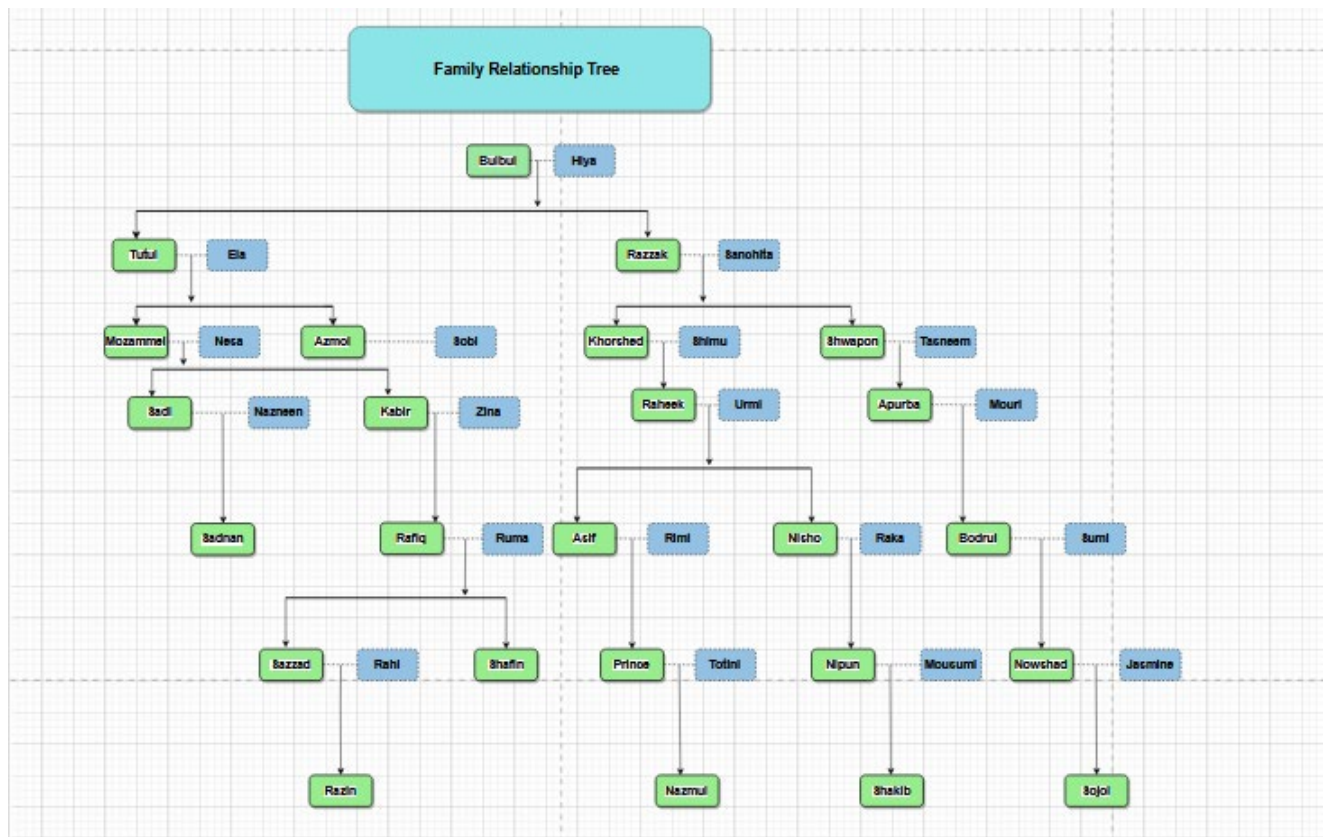 Family Relationship Tree
Bulbul
Hiya
Tutul
Ela
Razzak
Sanohita
Mozammel
Nesa
Azmol
Sobi
Khorshed
Shimu
Shwapon
Tasneem
Raheek
Urmi
Apurba
Mouri
Sadi
Nazneen
Kabir
Zina
Sadnan
Rafiq
Ruma
Asif
Rimi
Nisho
Raka
Bodrul
Sumi
Sazzad
Rahi
Shafin
Prince
Totini
Nipun
Mousumi
Nowshad
Jasmine
Razin
Nazmul
Shakib
Sojol